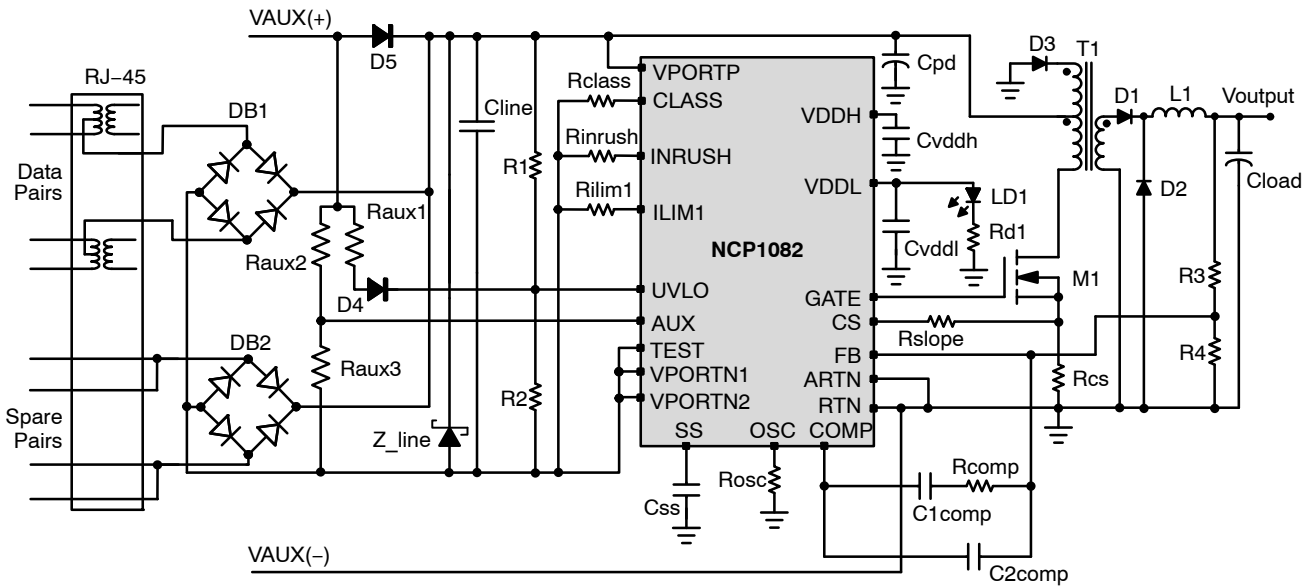 VAUX(+)
D5
RJ−45
Data
Pairs
Spare
Pairs
DB1
DB2
Raux1
Raux2
Raux3
D4
Z_line
Cline
R1
R2
Rclass
Rinrush
Rilim1
VPORTP
CLASS
INRUSH
ILIM1
NCP1082
UVLO
AUX
TEST
VPORTN1
VPORTN2
SS
OSC
COMP
VDDH
VDDL
GATE
CS
FB
ARTN
RTN
Cpd
Cvddh
Cvddl
LD1
Rd1
M1
Rslope
Rcs
D3
T1
D1
L1
Voutput
D2
Cload
R3
R4
Css
Rosc
Rcomp
C1comp
C2comp
VAUX(−)